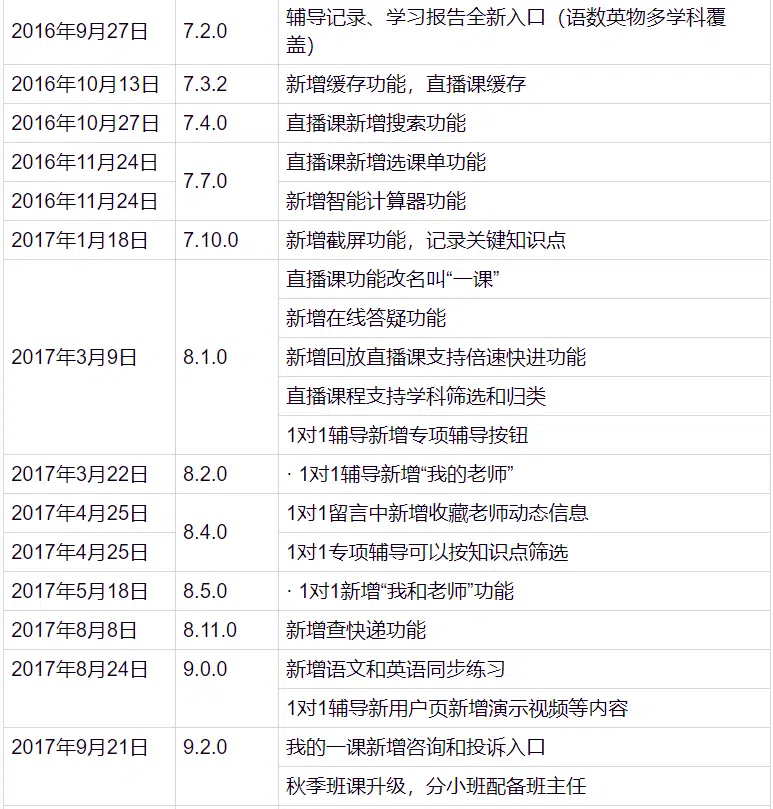 2016年9月27日 7.2.0 辅导记录、学习报告全新入口（语数英物多学科覆
盖）
2016年10月13日 7.3.2 新增缓存功能，直播课缓存
2016年10月27日 7.4.0 直播课新增搜索功能
2016年11月24日 7.7.0 直播课新增选课单功能
2016年11月24日 新增智能计算器功能
2017年1月18日 7.10.0 新增截屏功能，记录关键知识点
2017年3月9日 8.1.0 直播课功能改名叫“一课”
新增在线答疑功能
新增回放直播课支持倍速快进功能
直播课程支持学科筛选和归类
1对1辅导新增专项辅导按钮
2017年3月22日 8.2.0 · 1对1辅导新增“我的老师”
2017年4月25日 8.4.0 1对1留言中新增收藏老师动态信息
2017年4月25日 1对1专项辅导可以按知识点筛选
2017年5月18日 8.5.0 · 1对1新增“我和老师”功能
2017年8月8日 8.11.0 新增查快递功能
2017年8月24日 9.0.0 新增语文和英语同步练习
1对1辅导新用户页新增演示视频等内容
2017年9月21日 9.2.0 我的一课新增咨询和投诉入口
秋季班课升级，分小班配备班主任